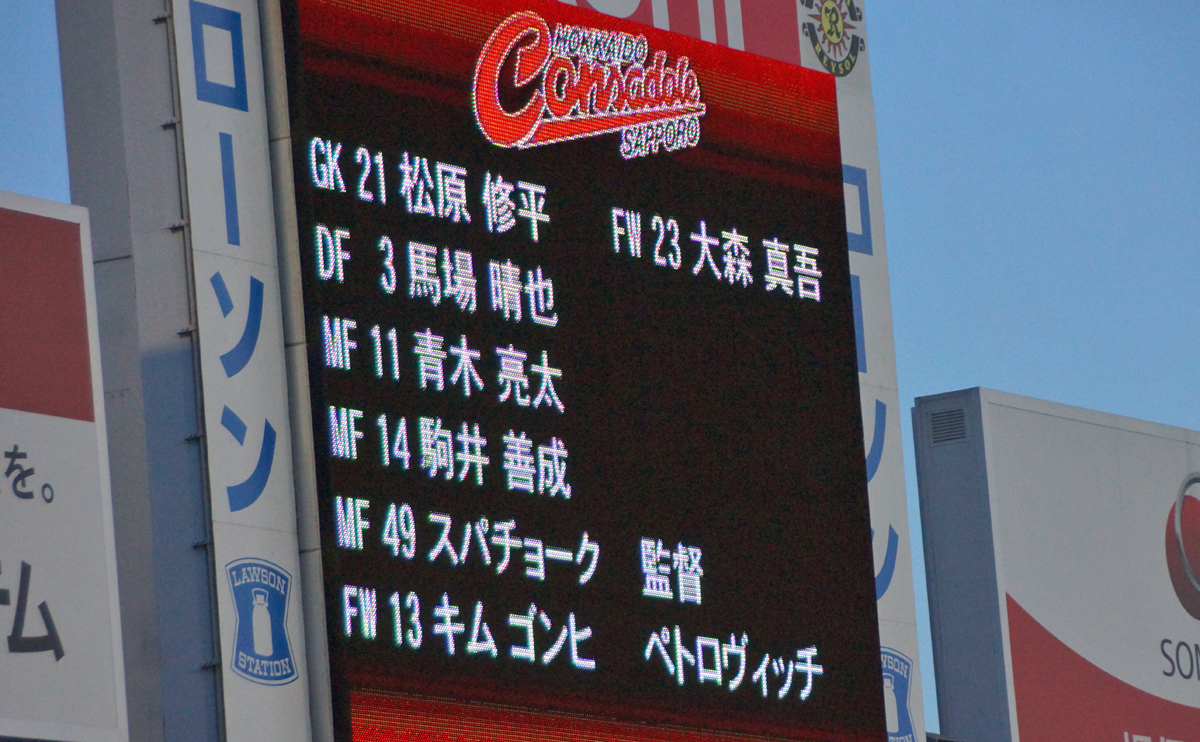 HOKKAIDO
Consadole
SAPPORO
GK 21 松原 修平
DF 3 馬場 晴也
MF 11 青木 亮太
MF 14 駒井 善成
MF 49 スパチョーク
FW 13 キム ゴンヒ
FW 23 大森 真吾
監督
ペトロヴィッチ
ローソン
LAWSON
STATION
ローソン
REYSOL
を。
ム
SON